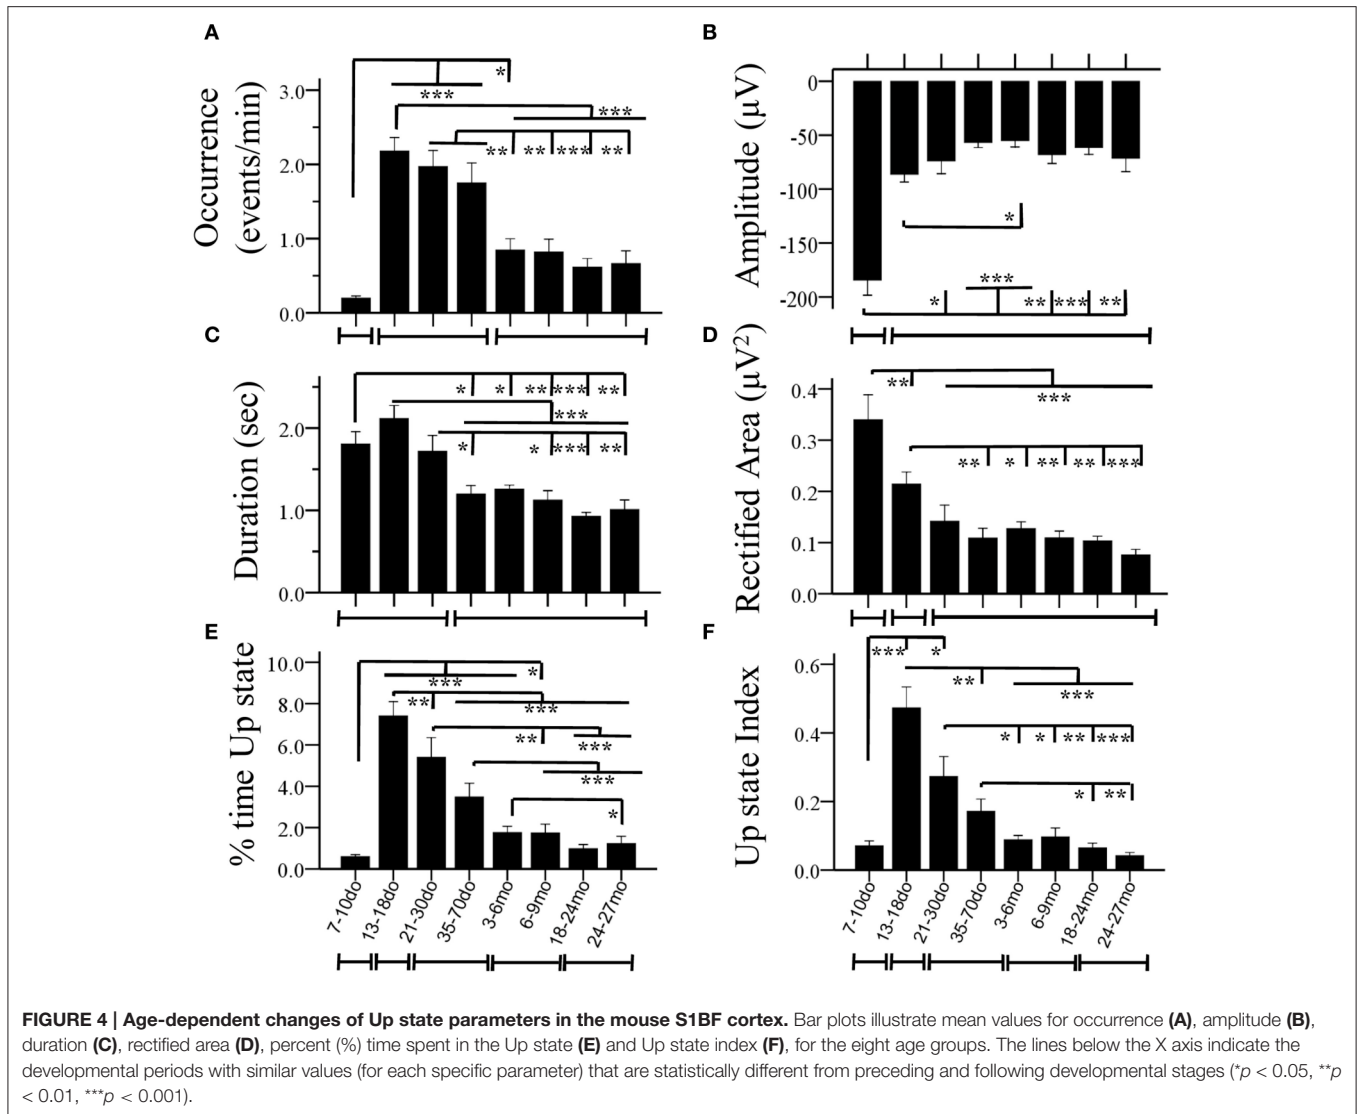 A
Occurrence
(events/min)
3.0
2.0
1.0
0.0
*
***
***
** ** *** **
B
Amplitude (µV)
0
-50
-100
-150
-200
*
***
* ** *** **
C
Duration (sec)
2.0
1.0
0.0
* * ** *** **
***
* * *** **
D
Rectified Area (µV²)
0.4
0.3
0.2
0.1
0.0
**
***
** * ** ** ***
E
% time Up state
10.0
8.0
6.0
4.0
2.0
0.0
*
***
**
***
**
***
***
*
7-10do
13-18do
21-30do
35-70do
3-6mo
6-9mo
18-24mo
24-27mo
F
Up state Index
0.6
0.4
0.2
0.0
*** *
**
***
* * ** ***
* **
7-10do
13-18do
21-30do
35-70do
3-6mo
6-9mo
18-24mo
24-27mo
FIGURE 4 | Age-dependent changes of Up state parameters in the mouse S1BF cortex. Bar plots illustrate mean values for occurrence (A), amplitude (B),
duration (C), rectified area (D), percent (%) time spent in the Up state (E) and Up state index (F), for the eight age groups. The lines below the X axis indicate the
developmental periods with similar values (for each specific parameter) that are statistically different from preceding and following developmental stages (*p < 0.05, **p
< 0.01, ***p < 0.001).